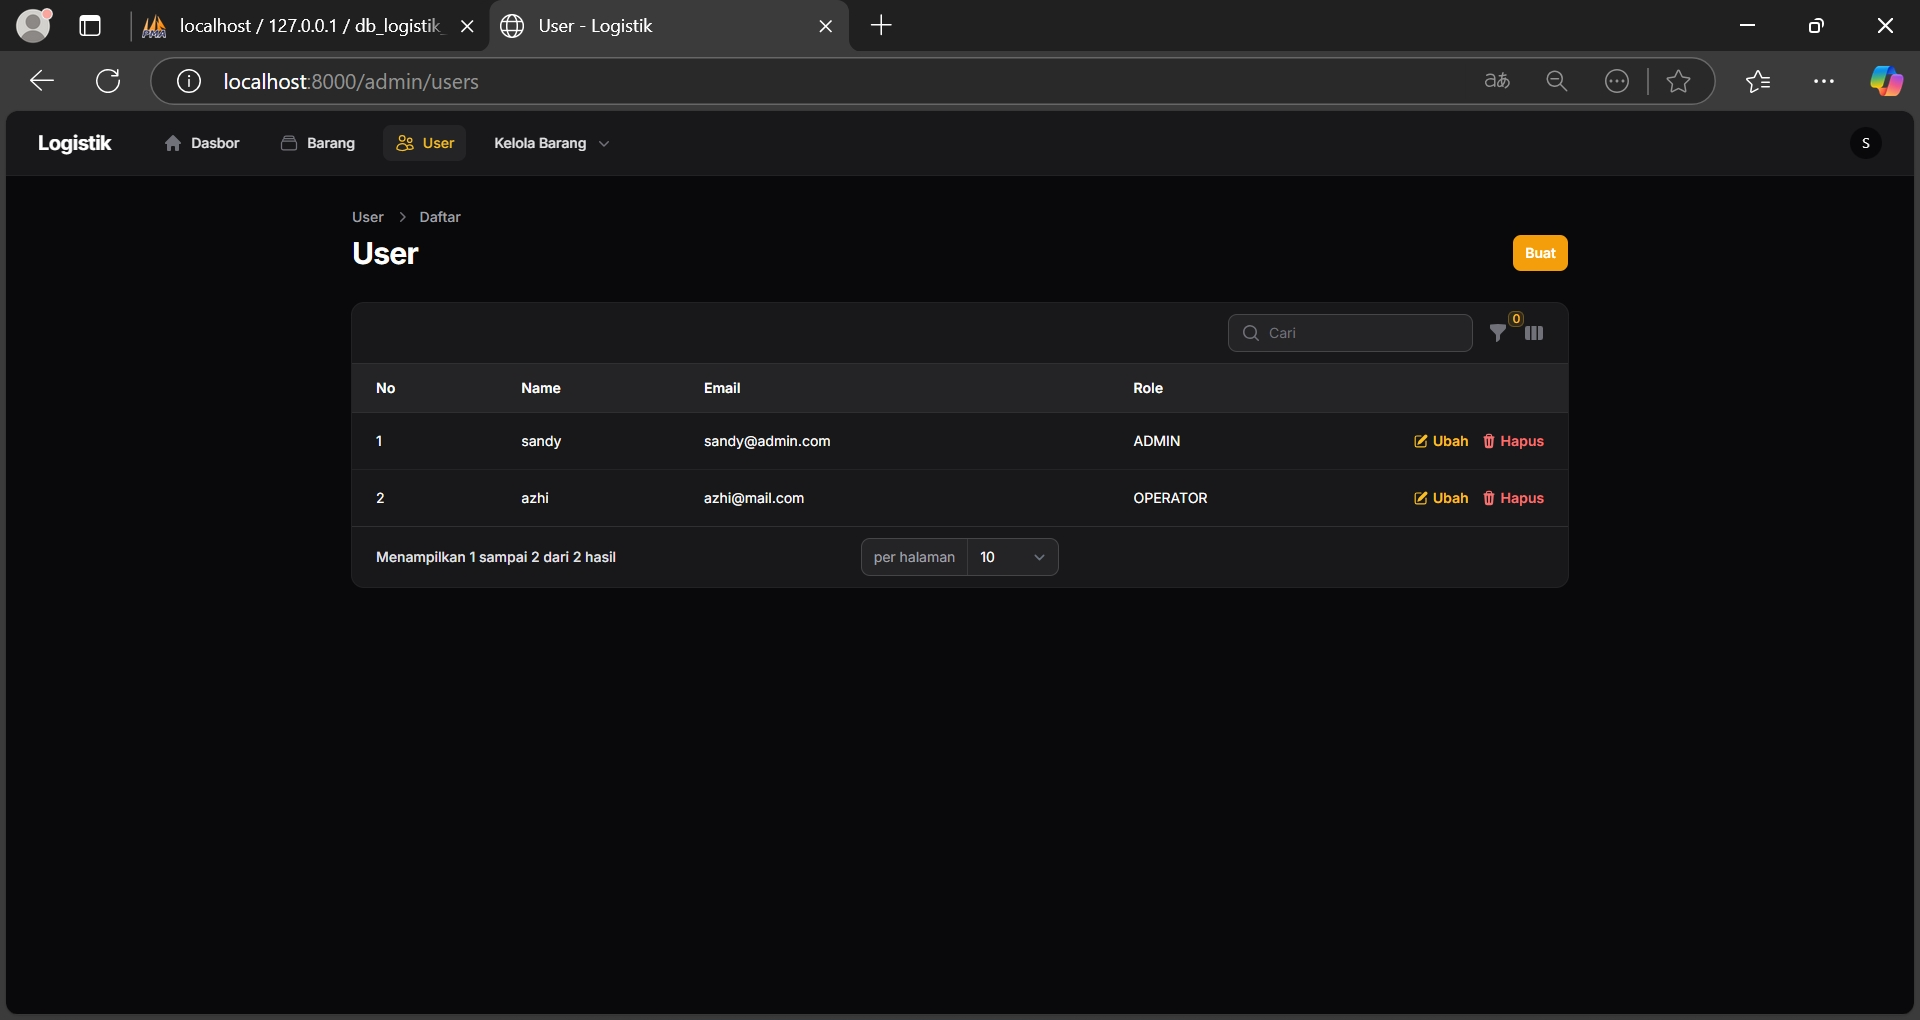 localhost / 127.0.0.1 / db_logistik_
User - Logistik
localhost:8000/admin/users
aあ
Logistik
Dasbor
Barang
User
Kelola Barang
S
User > Daftar
User
Buat
Cari
0
No Name Email Role
1 sandy sandy@admin.com ADMIN Ubah Hapus
2 azhi azhi@mail.com OPERATOR Ubah Hapus
Menampilkan 1 sampai 2 dari 2 hasil
per halaman 10